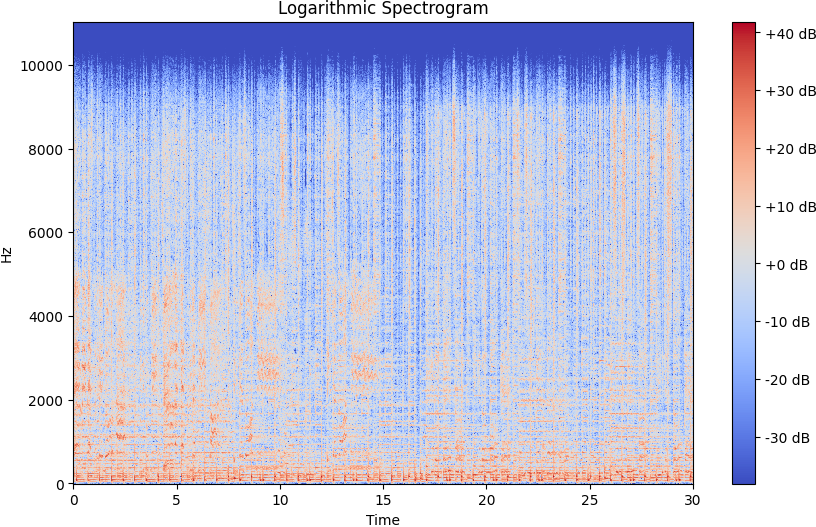 Logarithmic Spectrogram
Hz
10000
8000
6000
4000
2000
0
0 5 10 15 20 25 30
Time
+40 dB
+30 dB
+20 dB
+10 dB
+0 dB
-10 dB
-20 dB
-30 dB